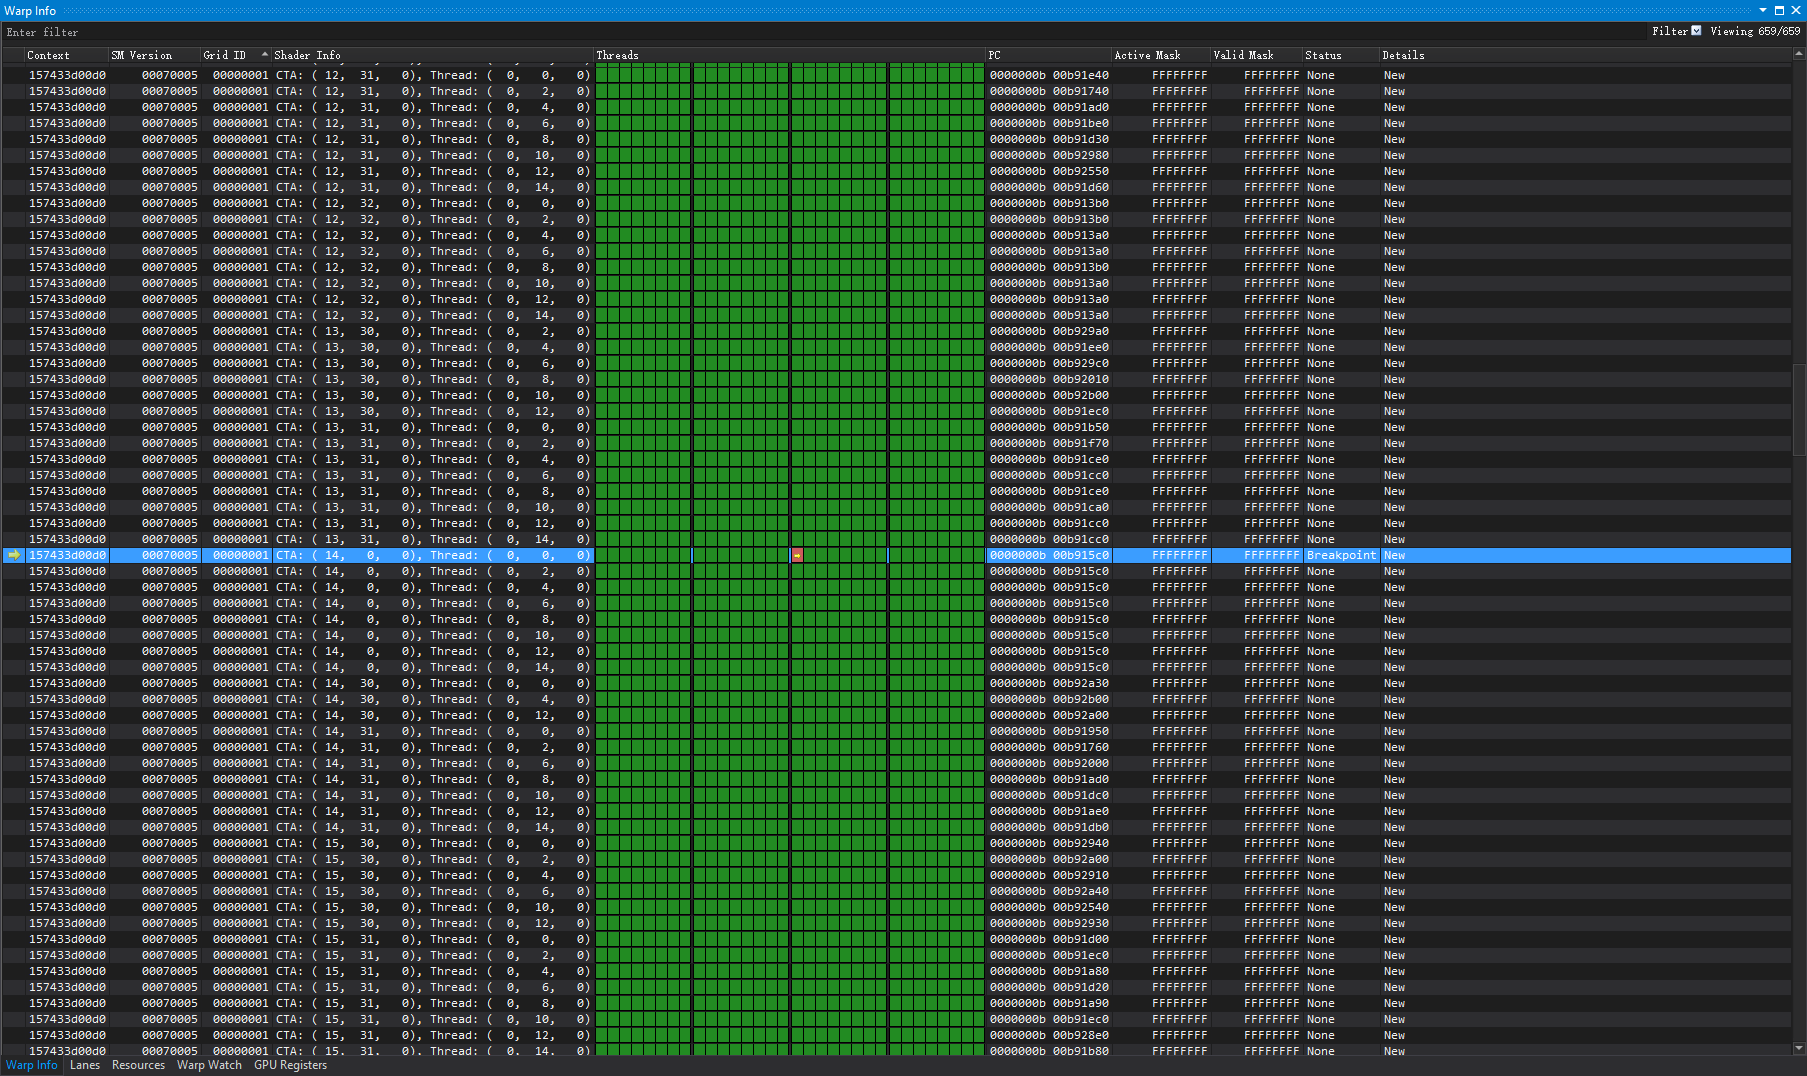 Warp Info
Enter filter
Filter Viewing 659/659
Context SM Version Grid ID Shader Info Threads PC Active Mask Valid Mask Status Details
157433d00d0 00070005 00000001 CTA: ( 12, 31, 0), Thread: ( 0, 0, 0) 0000000b 00b91e40 FFFFFFFF FFFFFFFF None New
157433d00d0 00070005 00000001 CTA: ( 12, 31, 0), Thread: ( 0, 2, 0) 0000000b 00b91740 FFFFFFFF FFFFFFFF None New
157433d00d0 00070005 00000001 CTA: ( 12, 31, 0), Thread: ( 0, 4, 0) 0000000b 00b91ad0 FFFFFFFF FFFFFFFF None New
157433d00d0 00070005 00000001 CTA: ( 12, 31, 0), Thread: ( 0, 6, 0) 0000000b 00b91be0 FFFFFFFF FFFFFFFF None New
157433d00d0 00070005 00000001 CTA: ( 12, 31, 0), Thread: ( 0, 8, 0) 0000000b 00b91d30 FFFFFFFF FFFFFFFF None New
157433d00d0 00070005 00000001 CTA: ( 12, 31, 0), Thread: ( 0, 10, 0) 0000000b 00b92980 FFFFFFFF FFFFFFFF None New
157433d00d0 00070005 00000001 CTA: ( 12, 31, 0), Thread: ( 0, 12, 0) 0000000b 00b92550 FFFFFFFF FFFFFFFF None New
157433d00d0 00070005 00000001 CTA: ( 12, 31, 0), Thread: ( 0, 14, 0) 0000000b 00b91d60 FFFFFFFF FFFFFFFF None New
157433d00d0 00070005 00000001 CTA: ( 12, 32, 0), Thread: ( 0, 0, 0) 0000000b 00b913b0 FFFFFFFF FFFFFFFF None New
157433d00d0 00070005 00000001 CTA: ( 12, 32, 0), Thread: ( 0, 2, 0) 0000000b 00b913b0 FFFFFFFF FFFFFFFF None New
157433d00d0 00070005 00000001 CTA: ( 12, 32, 0), Thread: ( 0, 4, 0) 0000000b 00b913a0 FFFFFFFF FFFFFFFF None New
157433d00d0 00070005 00000001 CTA: ( 12, 32, 0), Thread: ( 0, 6, 0) 0000000b 00b913a0 FFFFFFFF FFFFFFFF None New
157433d00d0 00070005 00000001 CTA: ( 12, 32, 0), Thread: ( 0, 8, 0) 0000000b 00b913b0 FFFFFFFF FFFFFFFF None New
157433d00d0 00070005 00000001 CTA: ( 12, 32, 0), Thread: ( 0, 10, 0) 0000000b 00b913a0 FFFFFFFF FFFFFFFF None New
157433d00d0 00070005 00000001 CTA: ( 12, 32, 0), Thread: ( 0, 12, 0) 0000000b 00b913a0 FFFFFFFF FFFFFFFF None New
157433d00d0 00070005 00000001 CTA: ( 12, 32, 0), Thread: ( 0, 14, 0) 0000000b 00b913a0 FFFFFFFF FFFFFFFF None New
157433d00d0 00070005 00000001 CTA: ( 13, 30, 0), Thread: ( 0, 2, 0) 0000000b 00b929a0 FFFFFFFF FFFFFFFF None New
157433d00d0 00070005 00000001 CTA: ( 13, 30, 0), Thread: ( 0, 4, 0) 0000000b 00b91ee0 FFFFFFFF FFFFFFFF None New
157433d00d0 00070005 00000001 CTA: ( 13, 30, 0), Thread: ( 0, 6, 0) 0000000b 00b929c0 FFFFFFFF FFFFFFFF None New
157433d00d0 00070005 00000001 CTA: ( 13, 30, 0), Thread: ( 0, 8, 0) 0000000b 00b92010 FFFFFFFF FFFFFFFF None New
157433d00d0 00070005 00000001 CTA: ( 13, 30, 0), Thread: ( 0, 10, 0) 0000000b 00b92b00 FFFFFFFF FFFFFFFF None New
157433d00d0 00070005 00000001 CTA: ( 13, 30, 0), Thread: ( 0, 12, 0) 0000000b 00b91ec0 FFFFFFFF FFFFFFFF None New
157433d00d0 00070005 00000001 CTA: ( 13, 31, 0), Thread: ( 0, 0, 0) 0000000b 00b91b50 FFFFFFFF FFFFFFFF None New
157433d00d0 00070005 00000001 CTA: ( 13, 31, 0), Thread: ( 0, 2, 0) 0000000b 00b91f70 FFFFFFFF FFFFFFFF None New
157433d00d0 00070005 00000001 CTA: ( 13, 31, 0), Thread: ( 0, 4, 0) 0000000b 00b91ce0 FFFFFFFF FFFFFFFF None New
157433d00d0 00070005 00000001 CTA: ( 13, 31, 0), Thread: ( 0, 6, 0) 0000000b 00b91cc0 FFFFFFFF FFFFFFFF None New
157433d00d0 00070005 00000001 CTA: ( 13, 31, 0), Thread: ( 0, 8, 0) 0000000b 00b91ce0 FFFFFFFF FFFFFFFF None New
157433d00d0 00070005 00000001 CTA: ( 13, 31, 0), Thread: ( 0, 10, 0) 0000000b 00b91ca0 FFFFFFFF FFFFFFFF None New
157433d00d0 00070005 00000001 CTA: ( 13, 31, 0), Thread: ( 0, 12, 0) 0000000b 00b91cc0 FFFFFFFF FFFFFFFF None New
157433d00d0 00070005 00000001 CTA: ( 13, 31, 0), Thread: ( 0, 14, 0) 0000000b 00b91cc0 FFFFFFFF FFFFFFFF None New
157433d00d0 00070005 00000001 CTA: ( 14, 0, 0), Thread: ( 0, 0, 0) 0000000b 00b915c0 FFFFFFFF FFFFFFFF Breakpoint New
157433d00d0 00070005 00000001 CTA: ( 14, 0, 0), Thread: ( 0, 2, 0) 0000000b 00b915c0 FFFFFFFF FFFFFFFF None New
157433d00d0 00070005 00000001 CTA: ( 14, 0, 0), Thread: ( 0, 4, 0) 0000000b 00b915c0 FFFFFFFF FFFFFFFF None New
157433d00d0 00070005 00000001 CTA: ( 14, 0, 0), Thread: ( 0, 6, 0) 0000000b 00b915c0 FFFFFFFF FFFFFFFF None New
157433d00d0 00070005 00000001 CTA: ( 14, 0, 0), Thread: ( 0, 8, 0) 0000000b 00b915c0 FFFFFFFF FFFFFFFF None New
157433d00d0 00070005 00000001 CTA: ( 14, 0, 0), Thread: ( 0, 10, 0) 0000000b 00b915c0 FFFFFFFF FFFFFFFF None New
157433d00d0 00070005 00000001 CTA: ( 14, 0, 0), Thread: ( 0, 12, 0) 0000000b 00b915c0 FFFFFFFF FFFFFFFF None New
157433d00d0 00070005 00000001 CTA: ( 14, 0, 0), Thread: ( 0, 14, 0) 0000000b 00b915c0 FFFFFFFF FFFFFFFF None New
157433d00d0 00070005 00000001 CTA: ( 14, 30, 0), Thread: ( 0, 0, 0) 0000000b 00b92a30 FFFFFFFF FFFFFFFF None New
157433d00d0 00070005 00000001 CTA: ( 14, 30, 0), Thread: ( 0, 4, 0) 0000000b 00b92b00 FFFFFFFF FFFFFFFF None New
157433d00d0 00070005 00000001 CTA: ( 14, 30, 0), Thread: ( 0, 12, 0) 0000000b 00b92a00 FFFFFFFF FFFFFFFF None New
157433d00d0 00070005 00000001 CTA: ( 14, 31, 0), Thread: ( 0, 0, 0) 0000000b 00b91950 FFFFFFFF FFFFFFFF None New
157433d00d0 00070005 00000001 CTA: ( 14, 31, 0), Thread: ( 0, 2, 0) 0000000b 00b91760 FFFFFFFF FFFFFFFF None New
157433d00d0 00070005 00000001 CTA: ( 14, 31, 0), Thread: ( 0, 6, 0) 0000000b 00b92000 FFFFFFFF FFFFFFFF None New
157433d00d0 00070005 00000001 CTA: ( 14, 31, 0), Thread: ( 0, 8, 0) 0000000b 00b91ad0 FFFFFFFF FFFFFFFF None New
157433d00d0 00070005 00000001 CTA: ( 14, 31, 0), Thread: ( 0, 10, 0) 0000000b 00b91dc0 FFFFFFFF FFFFFFFF None New
157433d00d0 00070005 00000001 CTA: ( 14, 31, 0), Thread: ( 0, 12, 0) 0000000b 00b91ae0 FFFFFFFF FFFFFFFF None New
157433d00d0 00070005 00000001 CTA: ( 14, 31, 0), Thread: ( 0, 14, 0) 0000000b 00b91db0 FFFFFFFF FFFFFFFF None New
157433d00d0 00070005 00000001 CTA: ( 15, 30, 0), Thread: ( 0, 0, 0) 0000000b 00b92940 FFFFFFFF FFFFFFFF None New
157433d00d0 00070005 00000001 CTA: ( 15, 30, 0), Thread: ( 0, 2, 0) 0000000b 00b92a00 FFFFFFFF FFFFFFFF None New
157433d00d0 00070005 00000001 CTA: ( 15, 30, 0), Thread: ( 0, 4, 0) 0000000b 00b92910 FFFFFFFF FFFFFFFF None New
157433d00d0 00070005 00000001 CTA: ( 15, 30, 0), Thread: ( 0, 6, 0) 0000000b 00b92a40 FFFFFFFF FFFFFFFF None New
157433d00d0 00070005 00000001 CTA: ( 15, 30, 0), Thread: ( 0, 10, 0) 0000000b 00b92540 FFFFFFFF FFFFFFFF None New
157433d00d0 00070005 00000001 CTA: ( 15, 30, 0), Thread: ( 0, 12, 0) 0000000b 00b92930 FFFFFFFF FFFFFFFF None New
157433d00d0 00070005 00000001 CTA: ( 15, 31, 0), Thread: ( 0, 0, 0) 0000000b 00b91d00 FFFFFFFF FFFFFFFF None New
157433d00d0 00070005 00000001 CTA: ( 15, 31, 0), Thread: ( 0, 2, 0) 0000000b 00b91ec0 FFFFFFFF FFFFFFFF None New
157433d00d0 00070005 00000001 CTA: ( 15, 31, 0), Thread: ( 0, 4, 0) 0000000b 00b91a80 FFFFFFFF FFFFFFFF None New
157433d00d0 00070005 00000001 CTA: ( 15, 31, 0), Thread: ( 0, 6, 0) 0000000b 00b91d20 FFFFFFFF FFFFFFFF None New
157433d00d0 00070005 00000001 CTA: ( 15, 31, 0), Thread: ( 0, 8, 0) 0000000b 00b91a90 FFFFFFFF FFFFFFFF None New
157433d00d0 00070005 00000001 CTA: ( 15, 31, 0), Thread: ( 0, 10, 0) 0000000b 00b91ec0 FFFFFFFF FFFFFFFF None New
157433d00d0 00070005 00000001 CTA: ( 15, 31, 0), Thread: ( 0, 12, 0) 0000000b 00b928e0 FFFFFFFF FFFFFFFF None New
157433d00d0 00070005 00000001 CTA: ( 15, 31, 0), Thread: ( 0, 14, 0) 0000000b 00b91b80 FFFFFFFF FFFFFFFF None New
Warp Info Lanes Resources Warp Watch GPU Registers